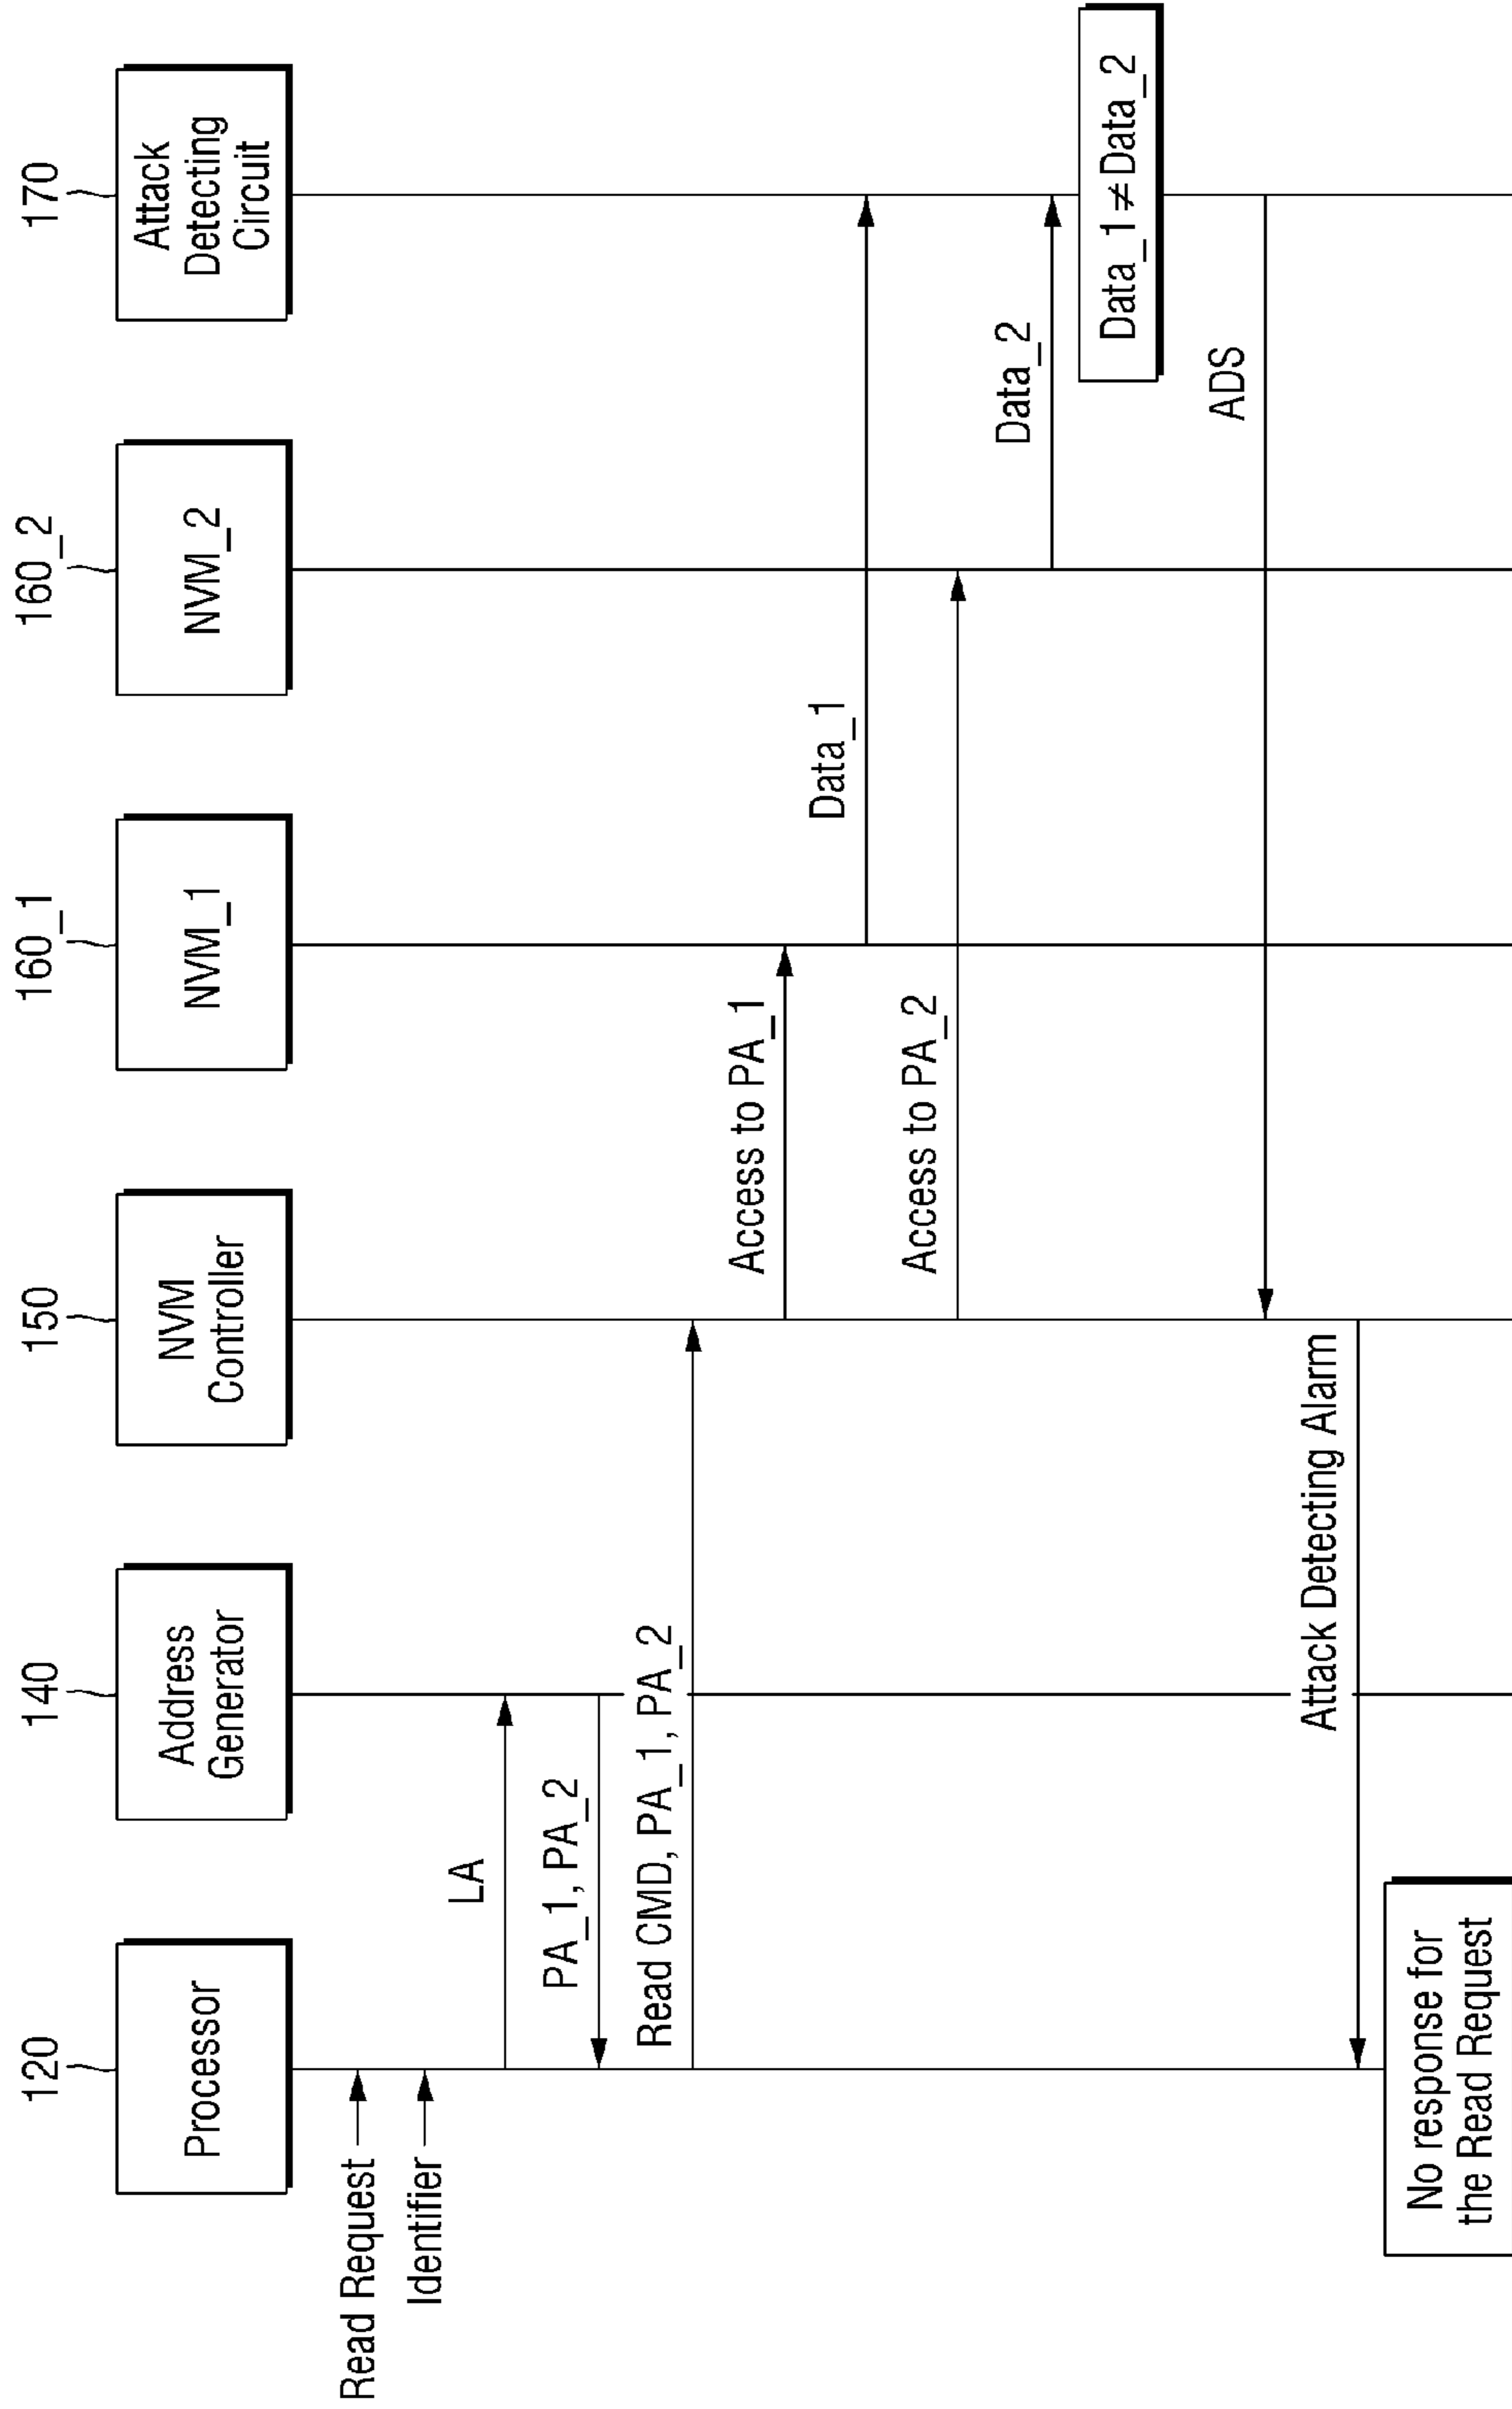 120
140
150
160_1
160_2
170
Processor
Address
Generator
NVM
Controller
NVM_1
NVM_2
Attack
Detecting
Circuit
Read Request
Identifier
LA
PA_1, PA_2
Read CMD, PA_1, PA_2
Access to PA_1
Data_1
Access to PA_2
Data_2
Data_1≠Data_2
ADS
Attack Detecting Alarm
No response for
the Read Request